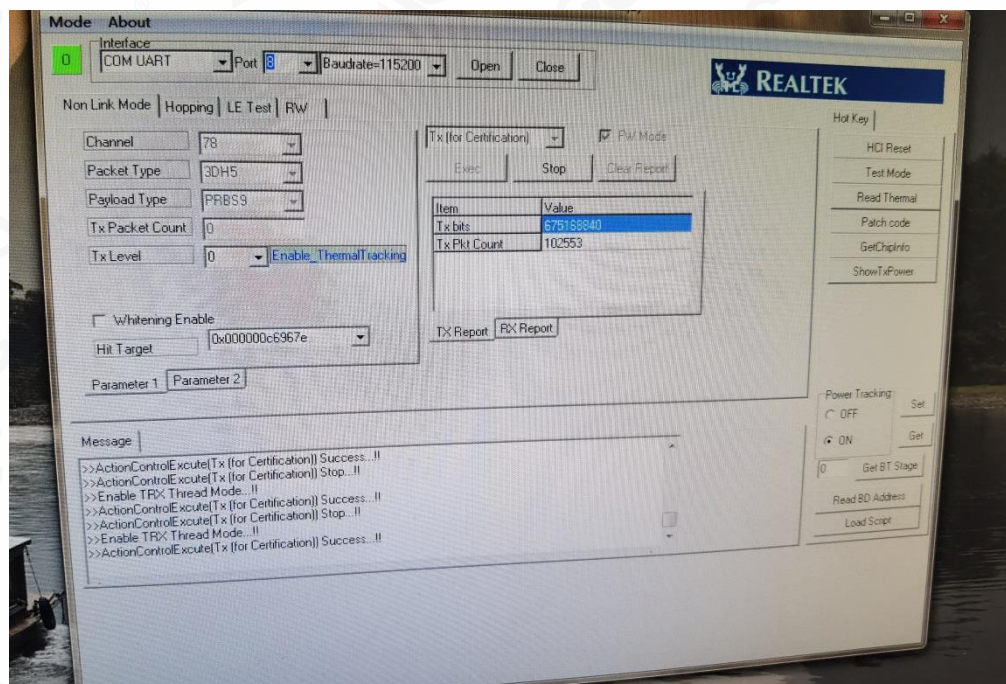 Mode About
Interface
0 COM UART Port 8 Baudrate=115200 Open Close
REALTEK
Non Link Mode Hopping LE Test RW
Hot Key
Channel 78
Packet Type 3DH5
Payload Type PRBS9
Tx Packet Count 0
Tx Level 0 Enable_ThermalTracking
Whitening Enable
Hit Target 0x000000c6967e
Parameter 1 Parameter 2
Tx (for Certification) FW Mode
Exec Stop Clear Report
Item Value
Tx bits 675168840
Tx Pkt Count 102553
TX Report RX Report
HCI Reset
Test Mode
Read Thermal
Patch code
GetChipInfo
ShowTxPower
Power Tracking
OFF Set
ON Get
0 Get BT Stage
Read BD Address
Load Script
Message
>>ActionControlExcute(Tx (for Certification)) Success...!!
>>ActionControlExcute(Tx (for Certification)) Stop...!!
>>Enable TRX Thread Mode...!!
>>ActionControlExcute(Tx (for Certification)) Success...!!
>>ActionControlExcute(Tx (for Certification)) Stop...!!
>>Enable TRX Thread Mode...!!
>>ActionControlExcute(Tx (for Certification)) Success...!!